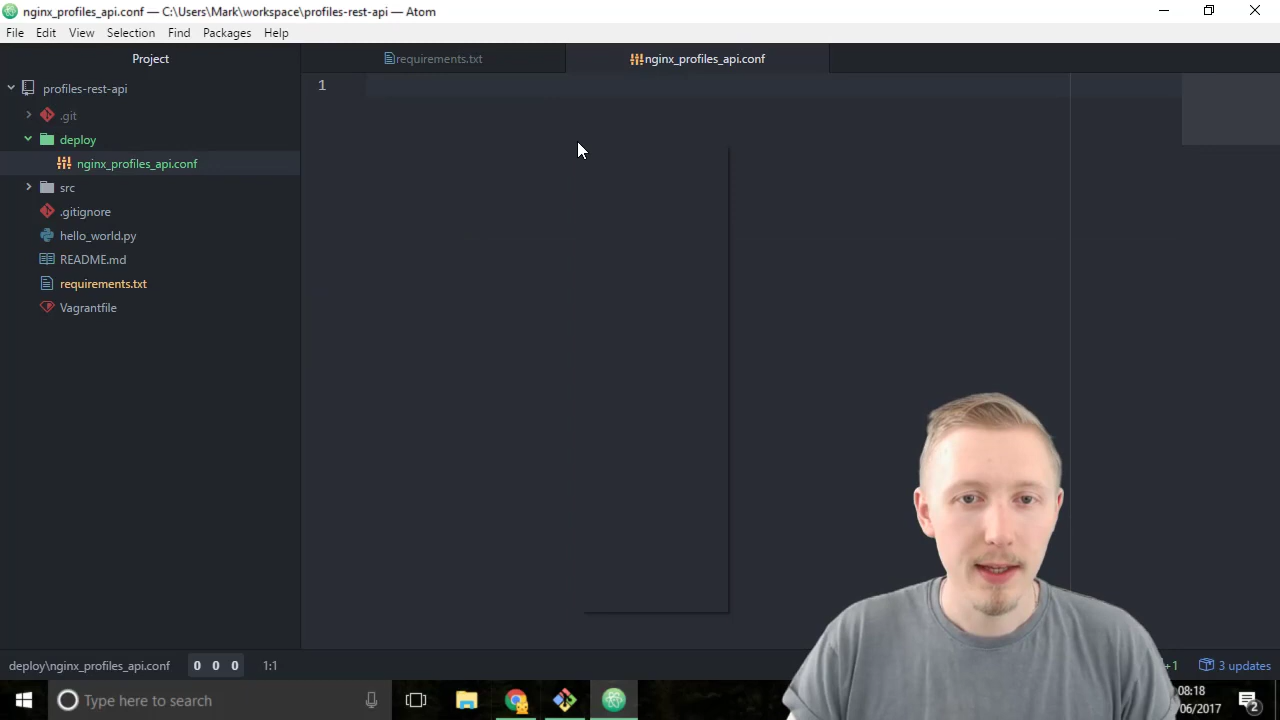 nginx_profiles_api.conf — C:\Users\Mark\workspace\profiles-rest-api — Atom
File Edit View Selection Find Packages Help
Project
requirements.txt
nginx_profiles_api.conf
profiles-rest-api
1
.git
deploy
nginx_profiles_api.conf
src
.gitignore
hello_world.py
README.md
requirements.txt
Vagrantfile
deploy\nginx_profiles_api.conf 0 0 0 1:1 +1 3 updates
Type here to search
08:18
06/2017
2